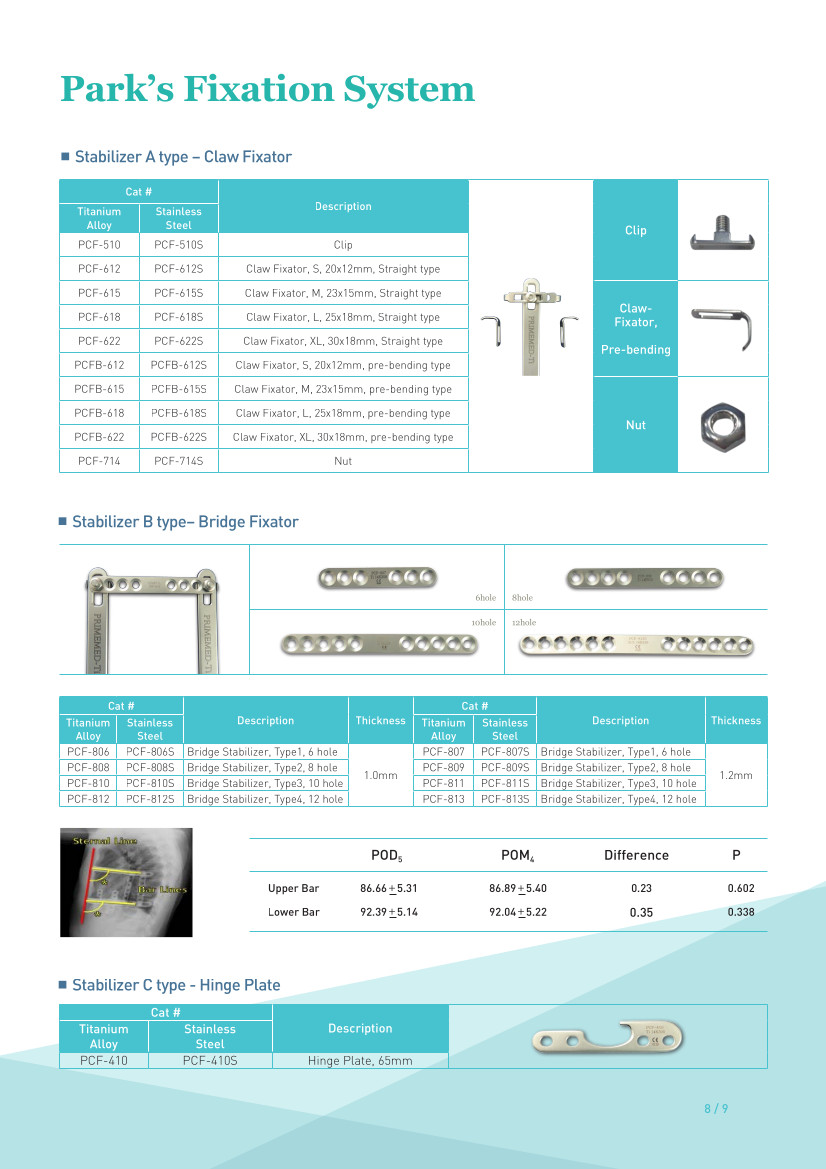 Park's Fixation System
■ Stabilizer A type – Claw Fixator
Cat #
Description
Titanium Alloy
Stainless Steel
PCF-510 PCF-510S Clip
PCF-612 PCF-612S Claw Fixator, S, 20x12mm, Straight type
PCF-615 PCF-615S Claw Fixator, M, 23x15mm, Straight type
PCF-618 PCF-618S Claw Fixator, L, 25x18mm, Straight type
PCF-622 PCF-622S Claw Fixator, XL, 30x18mm, Straight type
PCFB-612 PCFB-612S Claw Fixator, S, 20x12mm, pre-bending type
PCFB-615 PCFB-615S Claw Fixator, M, 23x15mm, pre-bending type
PCFB-618 PCFB-618S Claw Fixator, L, 25x18mm, pre-bending type
PCFB-622 PCFB-622S Claw Fixator, XL, 30x18mm, pre-bending type
PCF-714 PCF-714S Nut
PRIMEMED-TI
Clip
Claw-
Fixator,
Pre-bending
Nut
■ Stabilizer B type– Bridge Fixator
PRIMEMED-TI
PRIMEMED-TI
6hole
8hole
10hole
12hole
Cat #
Description
Thickness
Cat #
Description
Thickness
Titanium Alloy
Stainless Steel
Titanium Alloy
Stainless Steel
PCF-806 PCF-806S Bridge Stabilizer, Type1, 6 hole
PCF-808 PCF-808S Bridge Stabilizer, Type2, 8 hole
PCF-810 PCF-810S Bridge Stabilizer, Type3, 10 hole
PCF-812 PCF-812S Bridge Stabilizer, Type4, 12 hole
1.0mm
PCF-807 PCF-807S Bridge Stabilizer, Type1, 6 hole
PCF-809 PCF-809S Bridge Stabilizer, Type2, 8 hole
PCF-811 PCF-811S Bridge Stabilizer, Type3, 10 hole
PCF-813 PCF-813S Bridge Stabilizer, Type4, 12 hole
1.2mm
Sternal Line
Bar Lines
*
*
POD5 POM4 Difference P
Upper Bar 86.66±5.31 86.89±5.40 0.23 0.602
Lower Bar 92.39±5.14 92.04±5.22 0.35 0.338
■ Stabilizer C type - Hinge Plate
Cat #
Description
Titanium Alloy
Stainless Steel
PCF-410 PCF-410S Hinge Plate, 65mm
8 / 9